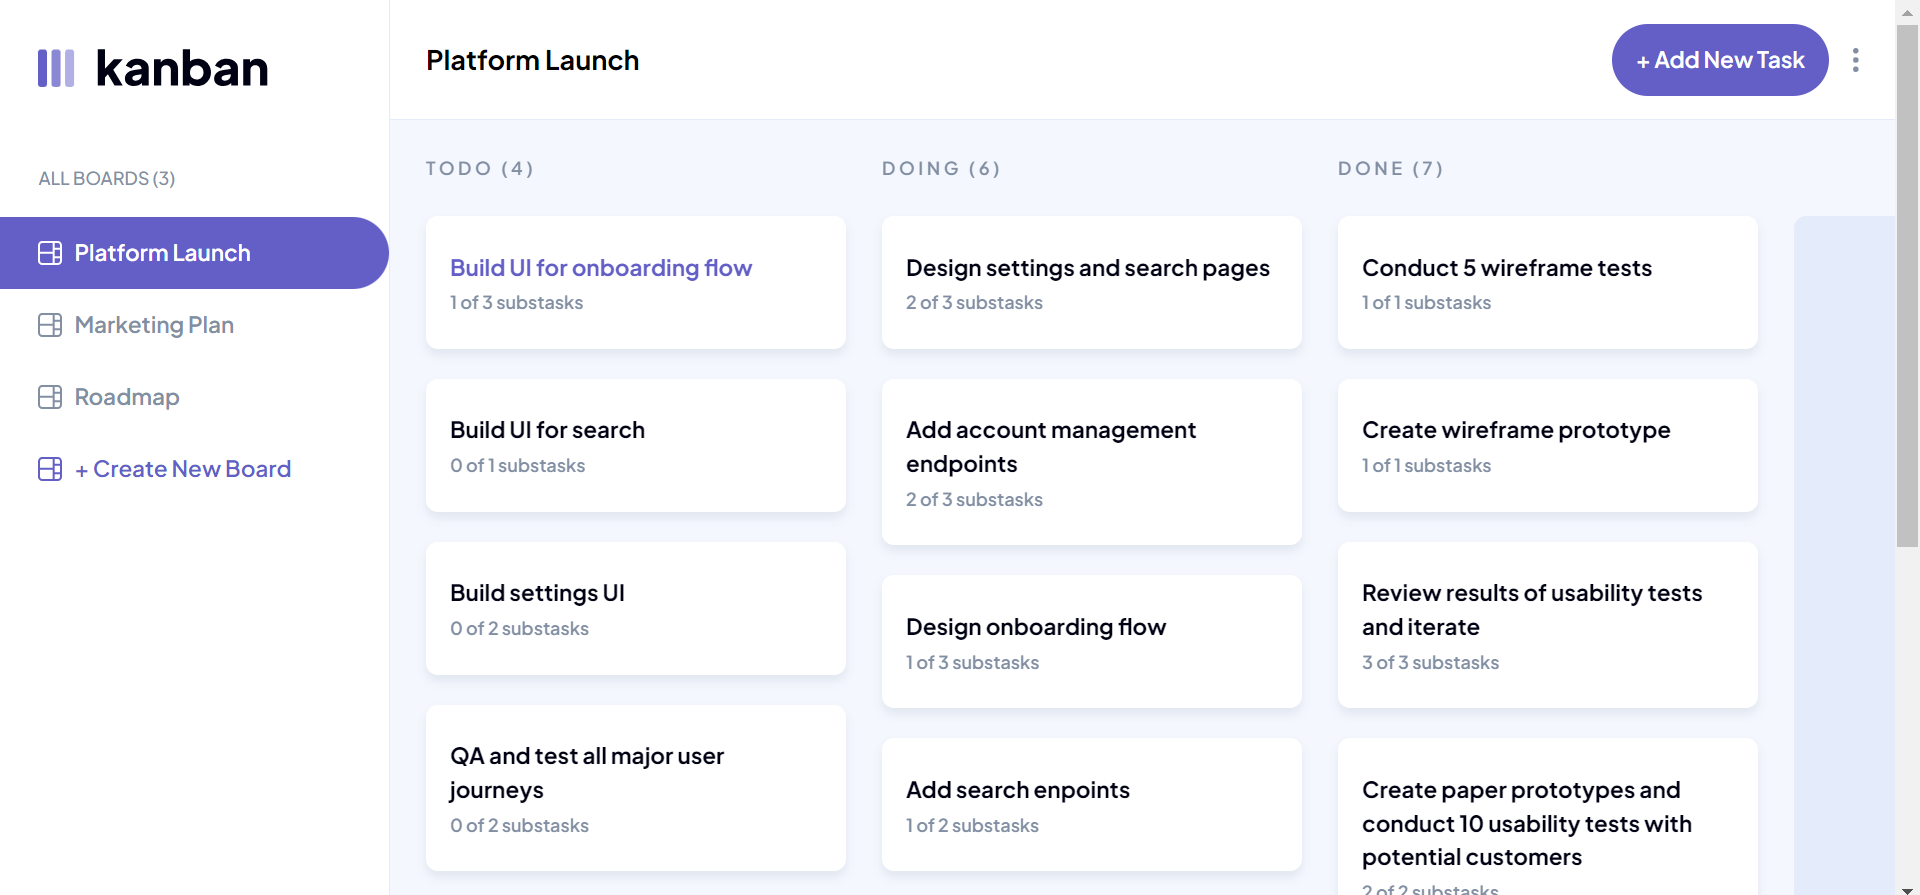 kanban
ALL BOARDS (3)
Platform Launch
Marketing Plan
Roadmap
+ Create New Board
Platform Launch
+ Add New Task
TODO (4)
Build UI for onboarding flow
1 of 3 substasks
Build UI for search
0 of 1 substasks
Build settings UI
0 of 2 substasks
QA and test all major user
journeys
0 of 2 substasks
DOING (6)
Design settings and search pages
2 of 3 substasks
Add account management
endpoints
2 of 3 substasks
Design onboarding flow
1 of 3 substasks
Add search enpoints
1 of 2 substasks
DONE (7)
Conduct 5 wireframe tests
1 of 1 substasks
Create wireframe prototype
1 of 1 substasks
Review results of usability tests
and iterate
3 of 3 substasks
Create paper prototypes and
conduct 10 usability tests with
potential customers
2 of 2 substasks